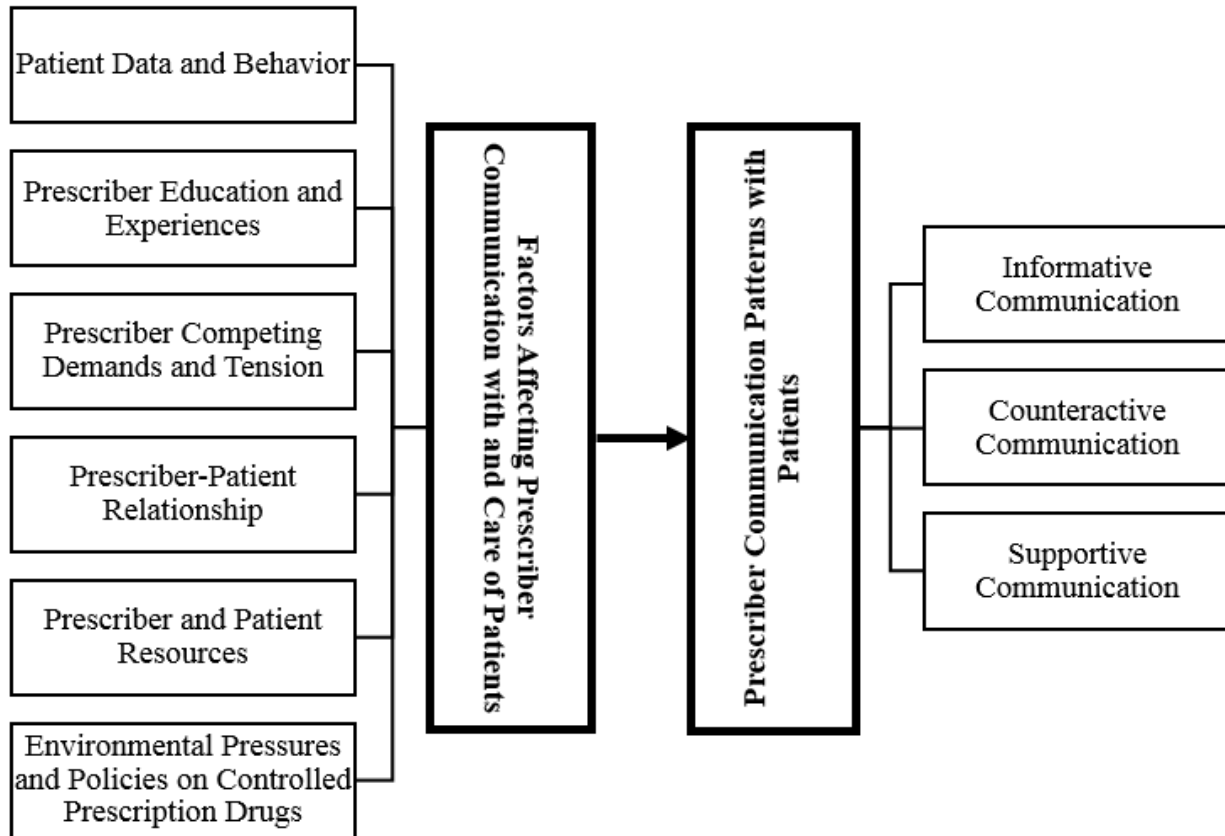 Patient Data and Behavior
Prescriber Education and
Experiences
Prescriber Competing
Demands and Tension
Prescriber-Patient
Relationship
Prescriber and Patient
Resources
Environmental Pressures
and Policies on Controlled
Prescription Drugs
Factors Affecting Prescriber
Communication with and Care of Patients
Prescriber Communication Patterns with
Patients
Informative
Communication
Counteractive
Communication
Supportive
Communication